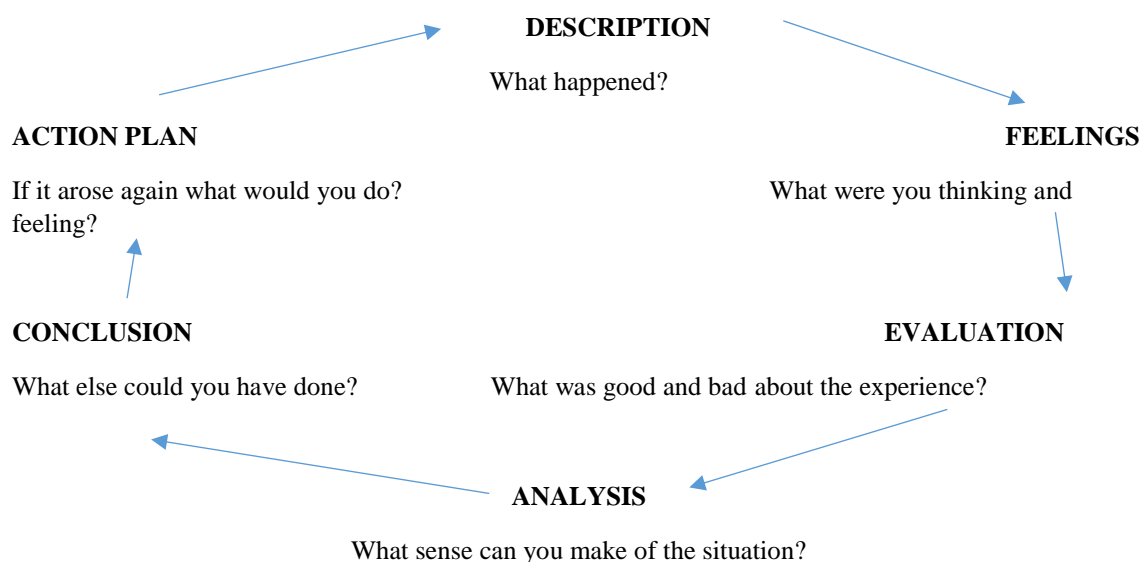 DESCRIPTION
What happened?
ACTION PLAN FEELINGS
If it arose again what would you do? What were you thinking and
feeling?
CONCLUSION EVALUATION
What else could you have done? What was good and bad about the experience?
ANALYSIS
What sense can you make of the situation?